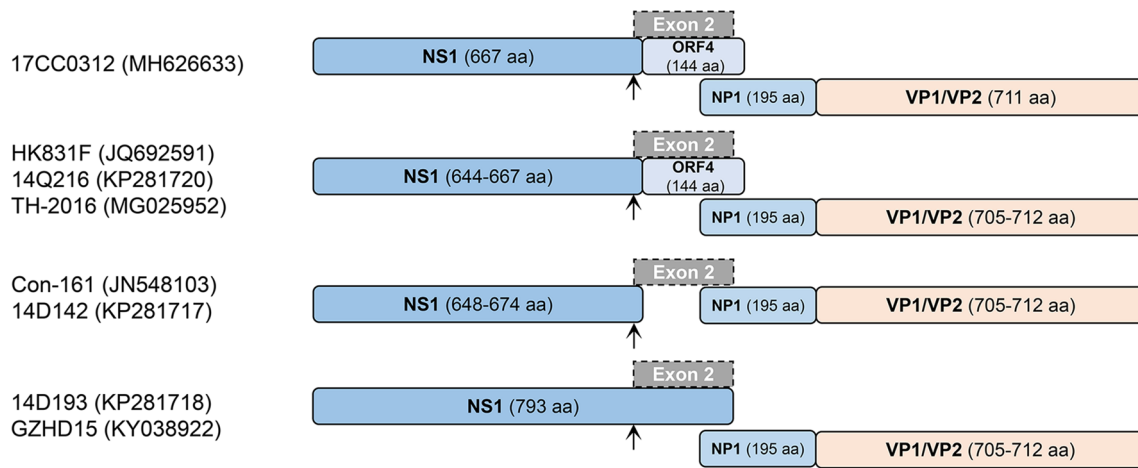 Exon 2
17CC0312 (MH626633)
NS1 (667 aa)
ORF4
(144 aa)
NP1 (195 aa)
VP1/VP2 (711 aa)
HK831F (JQ692591)
14Q216 (KP281720)
TH-2016 (MG025952)
Exon 2
NS1 (644-667 aa)
ORF4
(144 aa)
NP1 (195 aa)
VP1/VP2 (705-712 aa)
Con-161 (JN548103)
14D142 (KP281717)
Exon 2
NS1 (648-674 aa)
NP1 (195 aa)
VP1/VP2 (705-712 aa)
14D193 (KP281718)
GZHD15 (KY038922)
Exon 2
NS1 (793 aa)
NP1 (195 aa)
VP1/VP2 (705-712 aa)